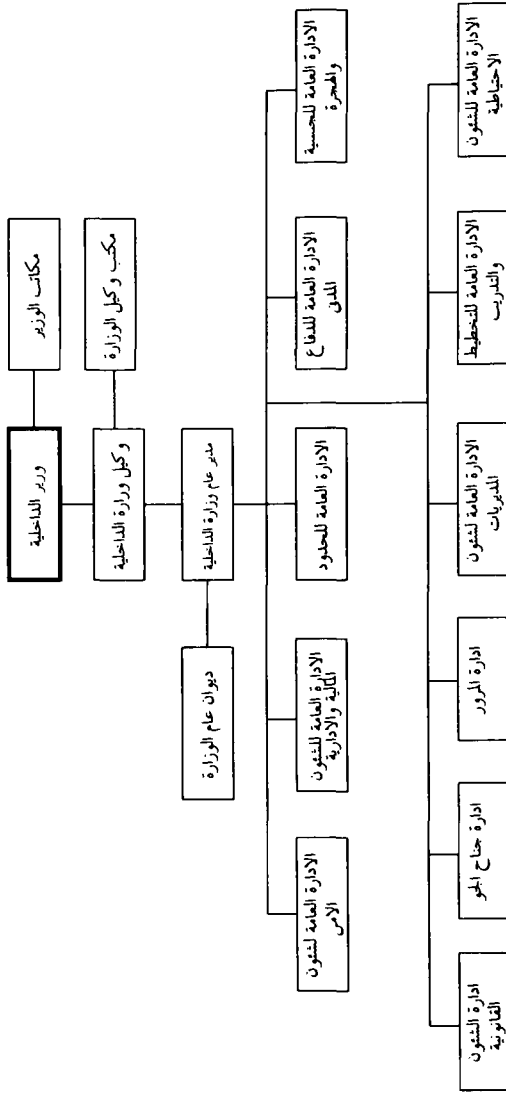 وزير الداخلية
مكاتب الوزير
وكيل وزارة الداخلية
مكتب وكيل الوزارة
مدير عام وزارة الداخلية
ديوان عام الوزارة
الادارة العامة للجنسية
والهجرة
الادارة العامة للدفاع
المدنى
الادارة العامة للحدود
الادارة العامة للشئون
المالية والادارية
الادارة العامة لشئون
الامن
الادارة العامة للشئون
الاحتياطية
الادارة العامة للتخطيط
والتدريب
الادارة العامة لشئون
المديريات
ادارة المرور
ادارة جناح الجو
ادارة الشئون
القانونية